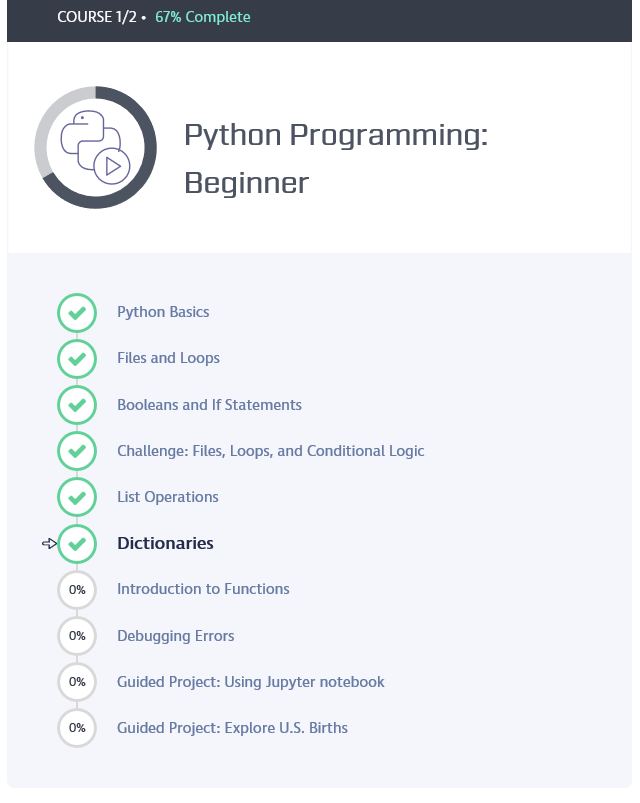 COURSE 1/2 • 67% Complete
Python Programming:
Beginner
Python Basics
Files and Loops
Booleans and If Statements
Challenge: Files, Loops, and Conditional Logic
List Operations
Dictionaries
0% Introduction to Functions
0% Debugging Errors
0% Guided Project: Using Jupyter notebook
0% Guided Project: Explore U.S. Births